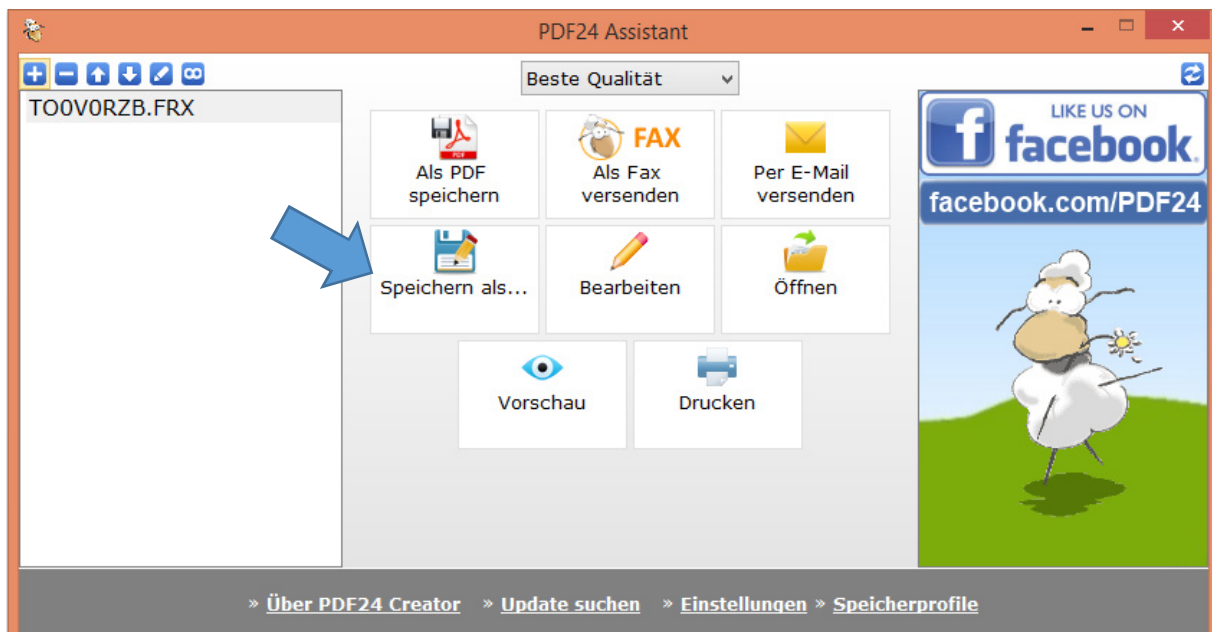 PDF24 Assistant
Beste Qualität
TO0V0RZB.FRX
PDF
Als PDF
speichern
FAX
Als Fax
versenden
Per E-Mail
versenden
Speichern als...
Bearbeiten
Öffnen
Vorschau
Drucken
f
LIKE US ON
facebook.
facebook.com/PDF24
» Über PDF24 Creator » Update suchen » Einstellungen » Speicherprofile